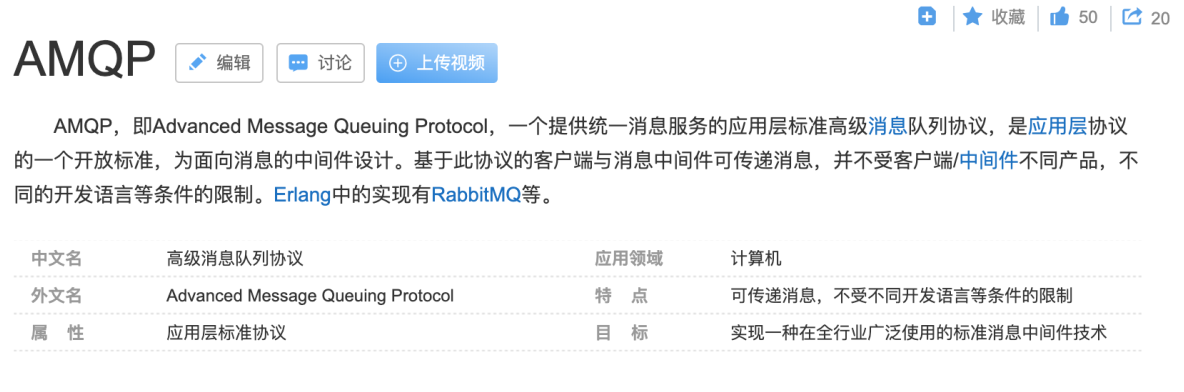 收藏 50 20
AMQP 编辑 讨论 上传视频
AMQP，即Advanced Message Queuing Protocol，一个提供统一消息服务的应用层标准高级消息队列协议，是应用层协议
的一个开放标准，为面向消息的中间件设计。基于此协议的客户端与消息中间件可传递消息，并不受客户端/中间件不同产品，不
同的开发语言等条件的限制。Erlang中的实现有RabbitMQ等。
中文名 高级消息队列协议 应用领域 计算机
外文名 Advanced Message Queuing Protocol 特 点 可传递消息，不受不同开发语言等条件的限制
属 性 应用层标准协议 目 标 实现一种在全行业广泛使用的标准消息中间件技术